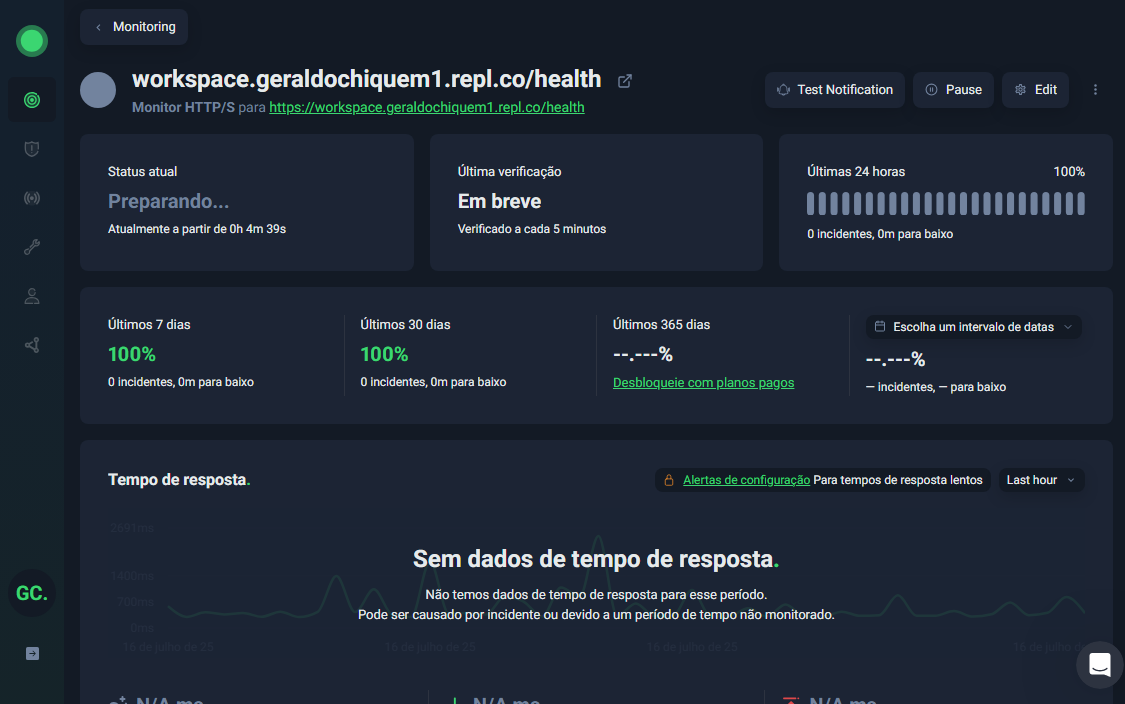 Monitoring
workspace.geraldochiquem1.repl.co/health
Monitor HTTP/S para https://workspace.geraldochiquem1.repl.co/health
Test Notification
Pause
Edit
Status atual
Preparando...
Atualmente a partir de 0h 4m 39s
Última verificação
Em breve
Verificado a cada 5 minutos
Últimas 24 horas
100%
0 incidentes, 0m para baixo
Últimos 7 dias
100%
0 incidentes, 0m para baixo
Últimos 30 dias
100%
0 incidentes, 0m para baixo
Últimos 365 dias
--.---%
Desbloqueie com planos pagos
Escolha um intervalo de datas
--.---%
— incidentes, — para baixo
Tempo de resposta.
Alertas de configuração Para tempos de resposta lentos
Last hour
2691ms
1400ms
700ms
0ms
Sem dados de tempo de resposta.
Não temos dados de tempo de resposta para esse período.
Pode ser causado por incidente ou devido a um período de tempo não monitorado.
16 de julho de 25
16 de julho de 25
16 de julho de 25
16 de julho de
GC.
N/A ms
N/A ms
N/A ms